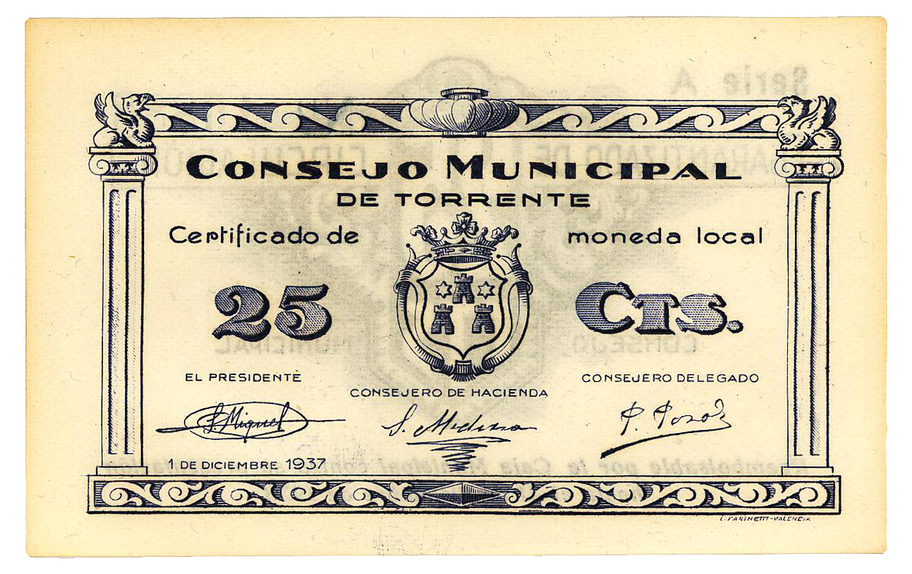 CONSEJO MUNICIPAL
DE TORRENTE
Certificado de moneda local
25 CTS.
EL PRESIDENTE
CONSEJERO DE HACIENDA
CONSEJERO DELEGADO
S. Medina
1 DE DICIEMBRE 1937